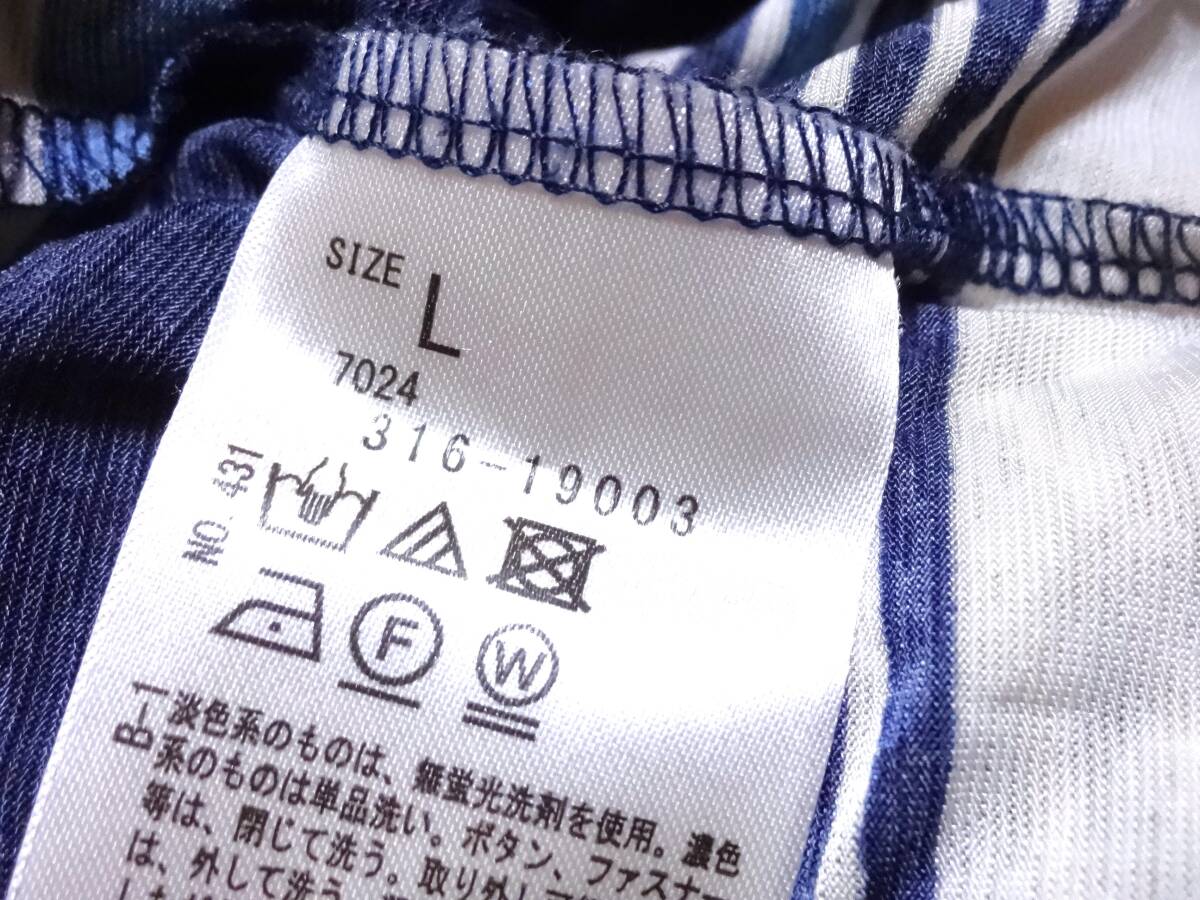 SIZE L
7024
316-19003
NO. 431
F
W
B-1
淡色系のものは、無蛍光洗剤を使用。濃色
系のものは単品洗い。ボタン、ファスナー
等は、閉じて洗う。取り外し
は、外して洗う。